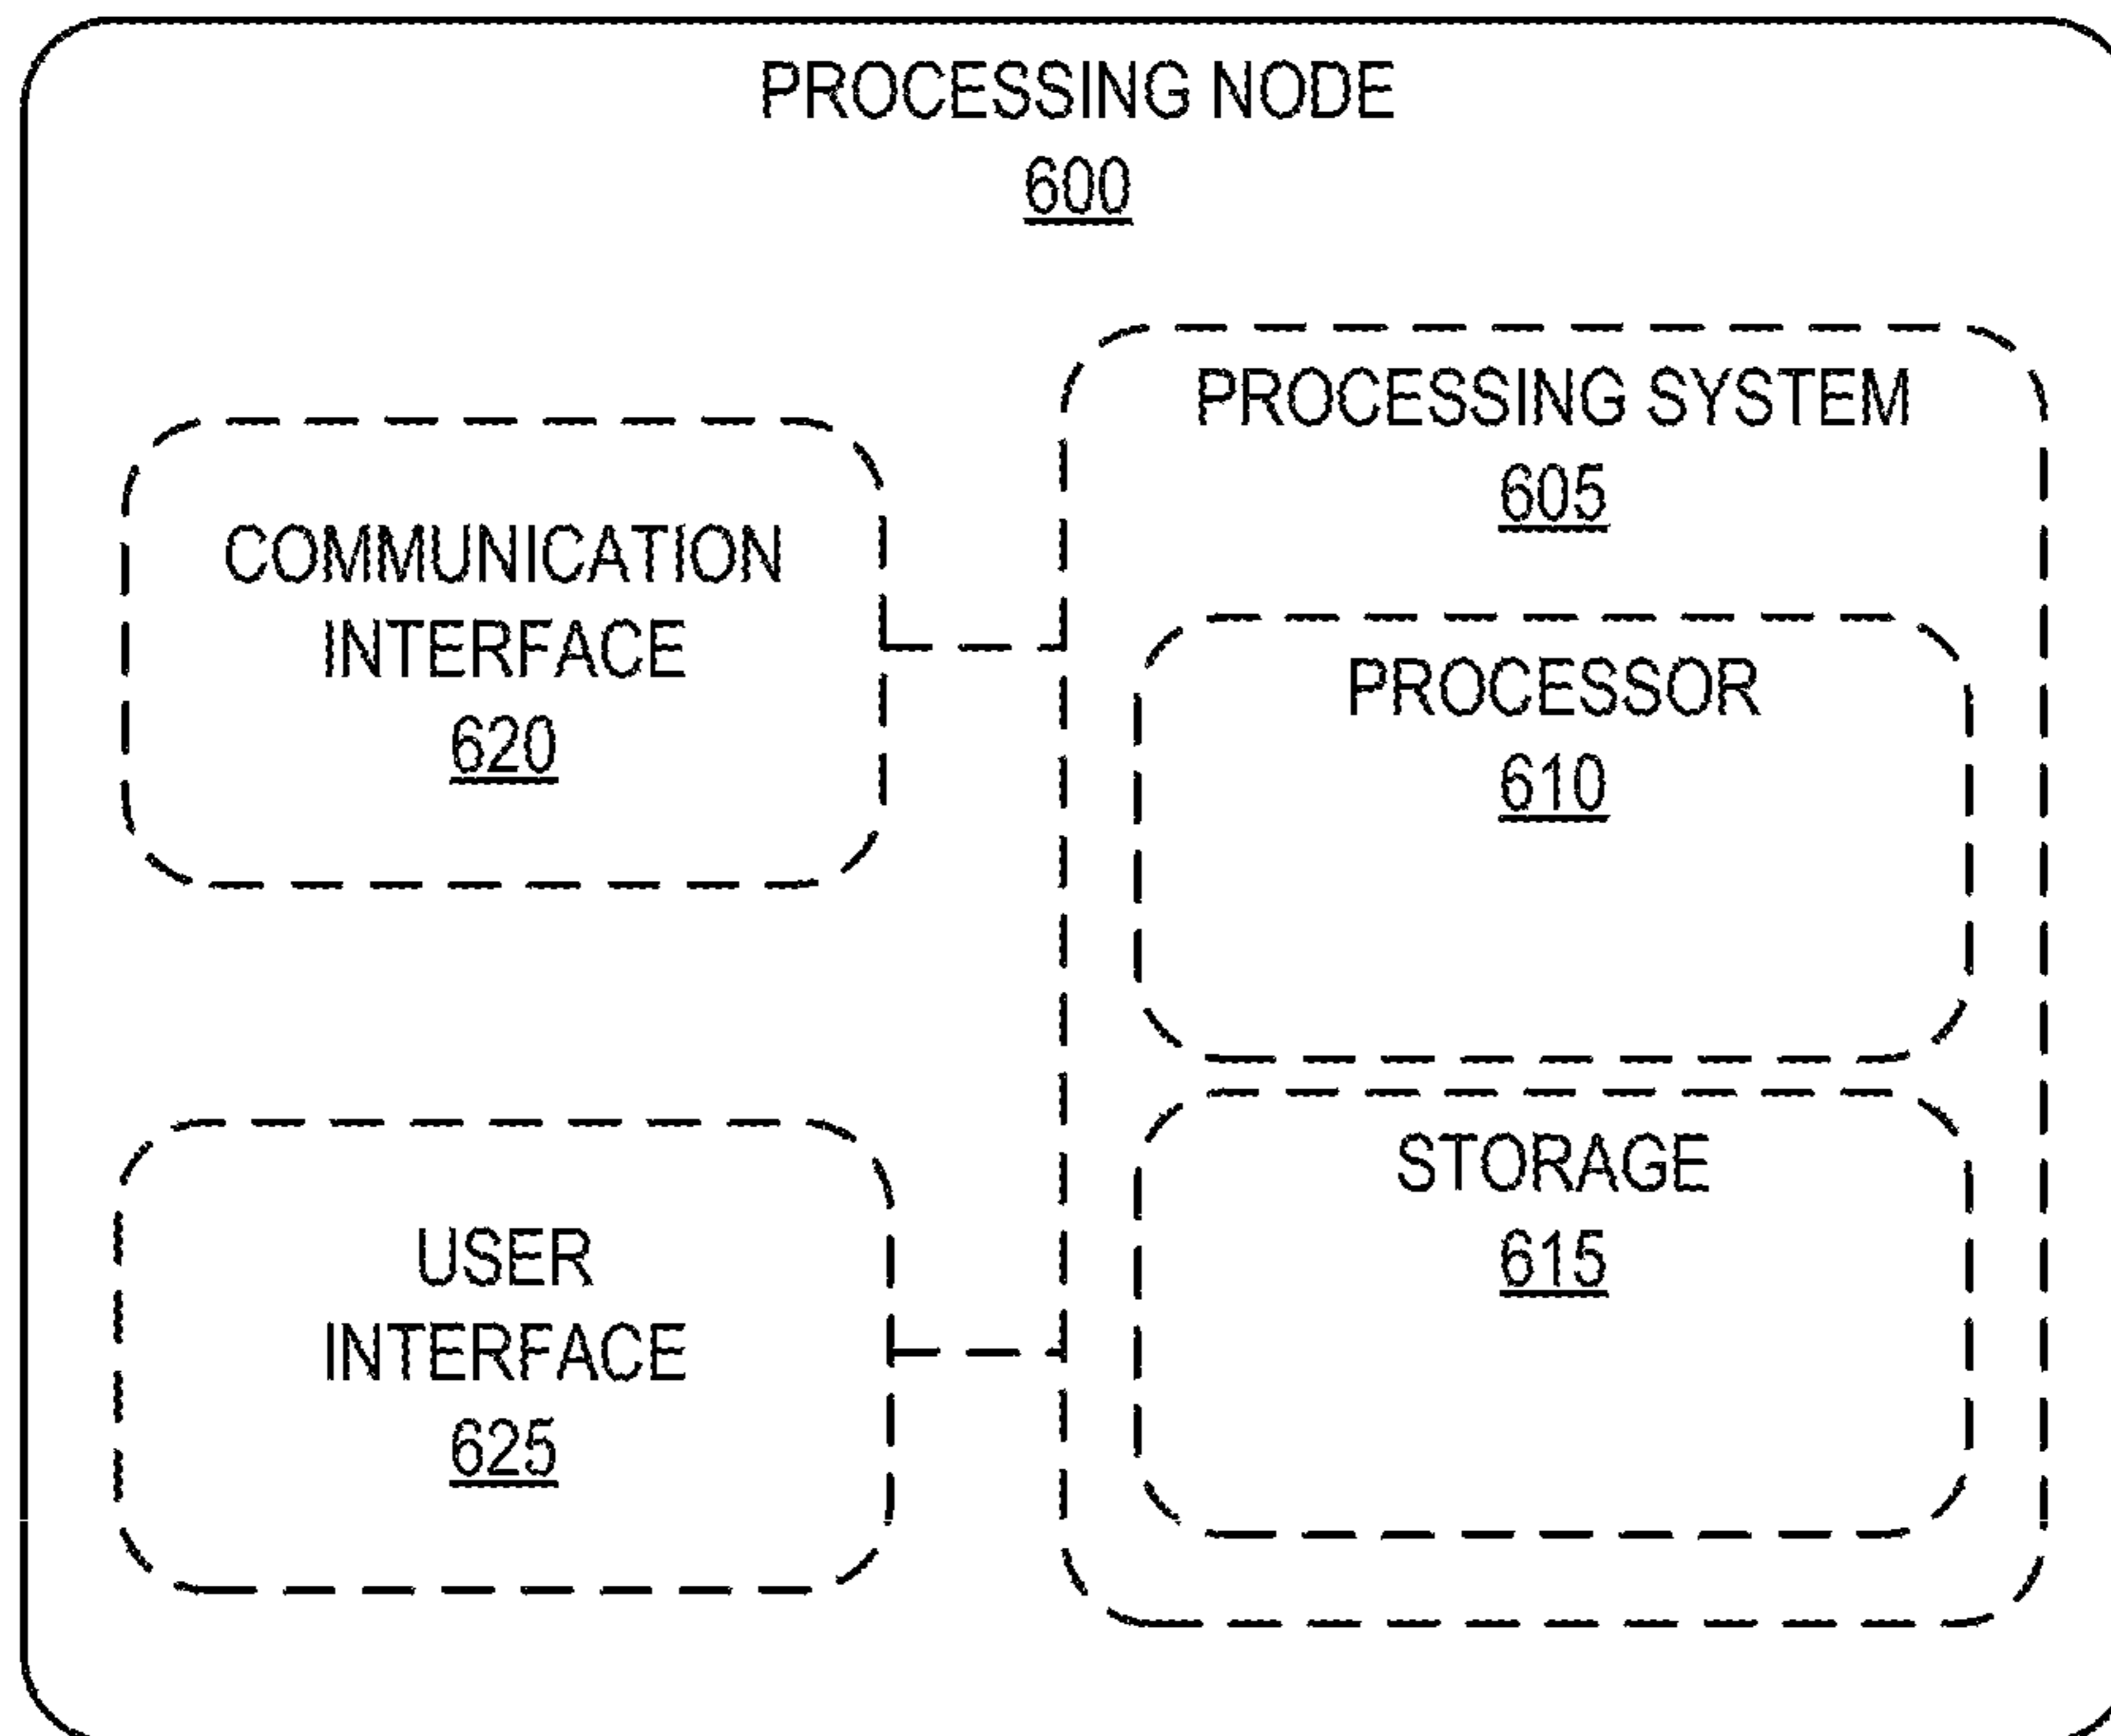 PROCESSING NODE
600
COMMUNICATION
INTERFACE
620
USER
INTERFACE
625
PROCESSING SYSTEM
605
PROCESSOR
610
STORAGE
615